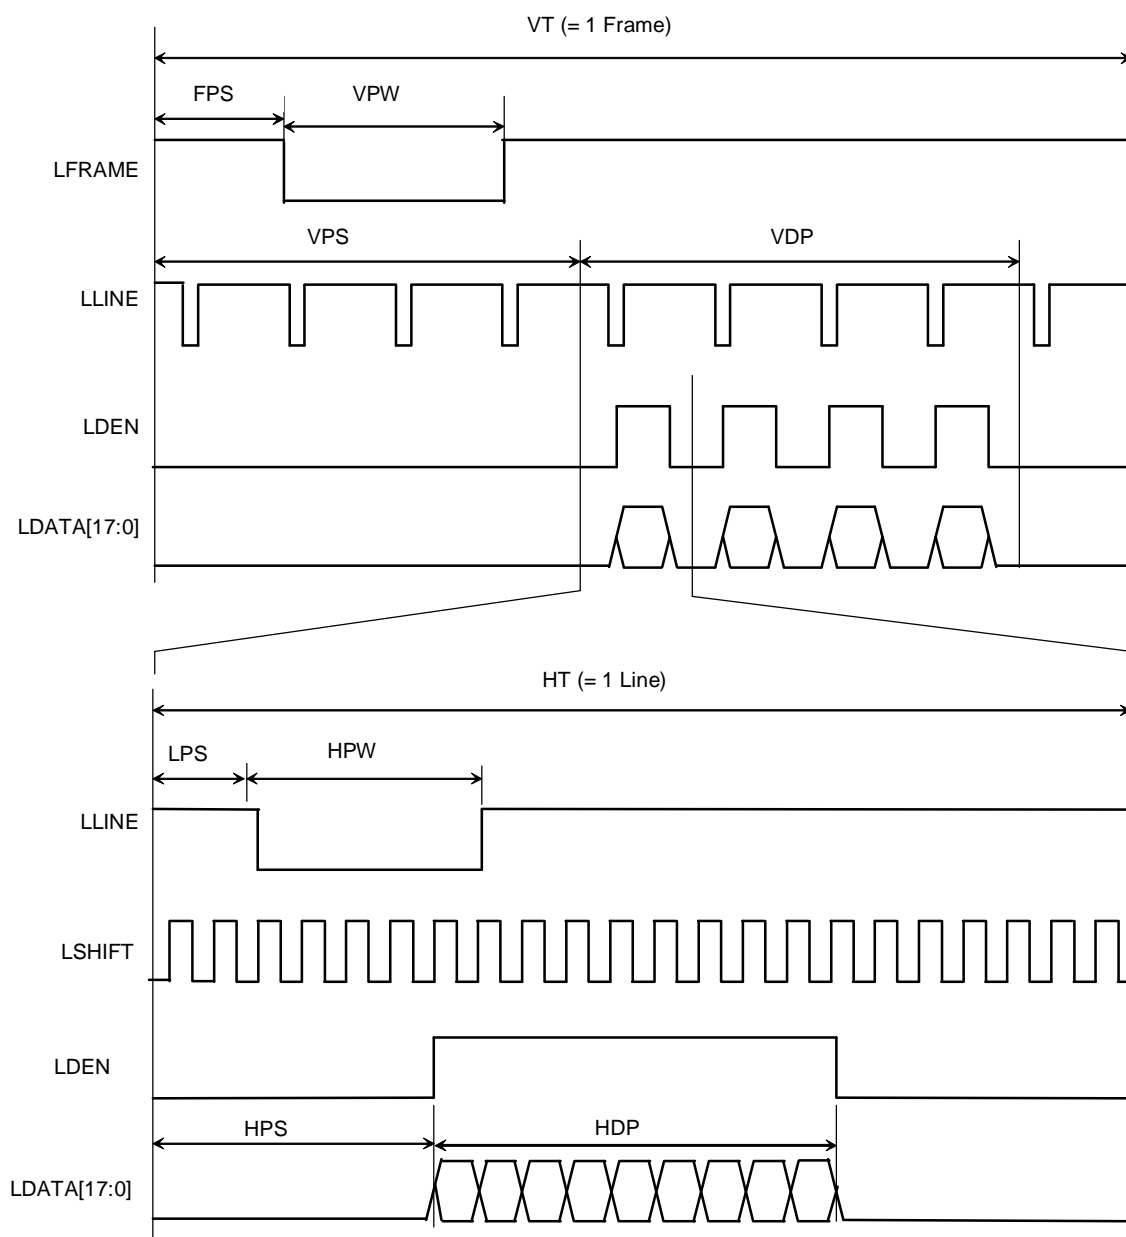 VT (= 1 Frame)
FPS VPW
LFRAME
VPS VDP
LLINE
LDEN
LDATA[17:0]
HT (= 1 Line)
LPS HPW
LLINE
LSHIFT
LDEN
HPS HDP
LDATA[17:0]